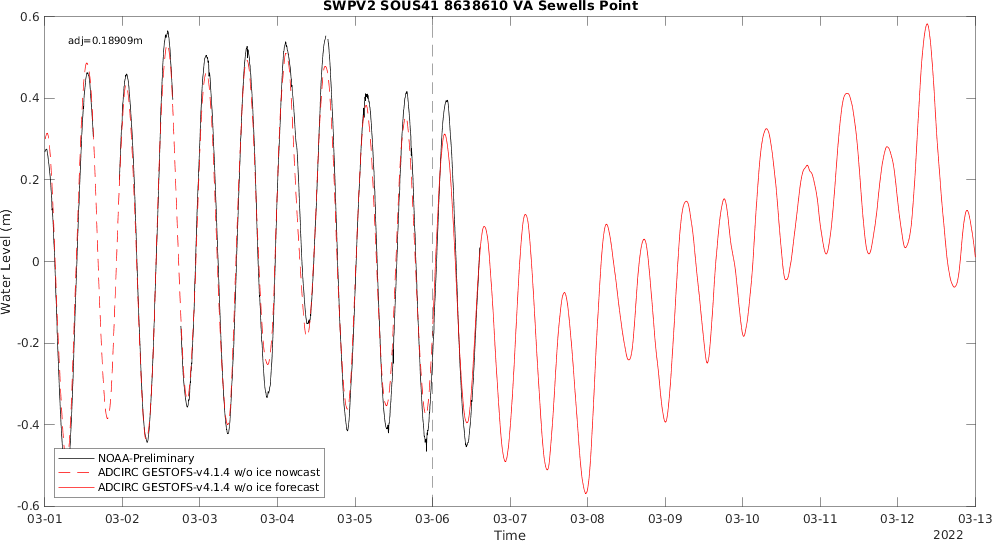 SWPV2 SOUS41 8638610 VA Sewells Point
adj=0.18909m
0.6
0.4
0.2
0
-0.2
-0.4
-0.6
Water Level (m)
NOAA-Preliminary
ADCIRC GESTOFS-v4.1.4 w/o ice nowcast
ADCIRC GESTOFS-v4.1.4 w/o ice forecast
03-01 03-02 03-03 03-04 03-05 03-06 03-07 03-08 03-09 03-10 03-11 03-12 03-13
Time
2022